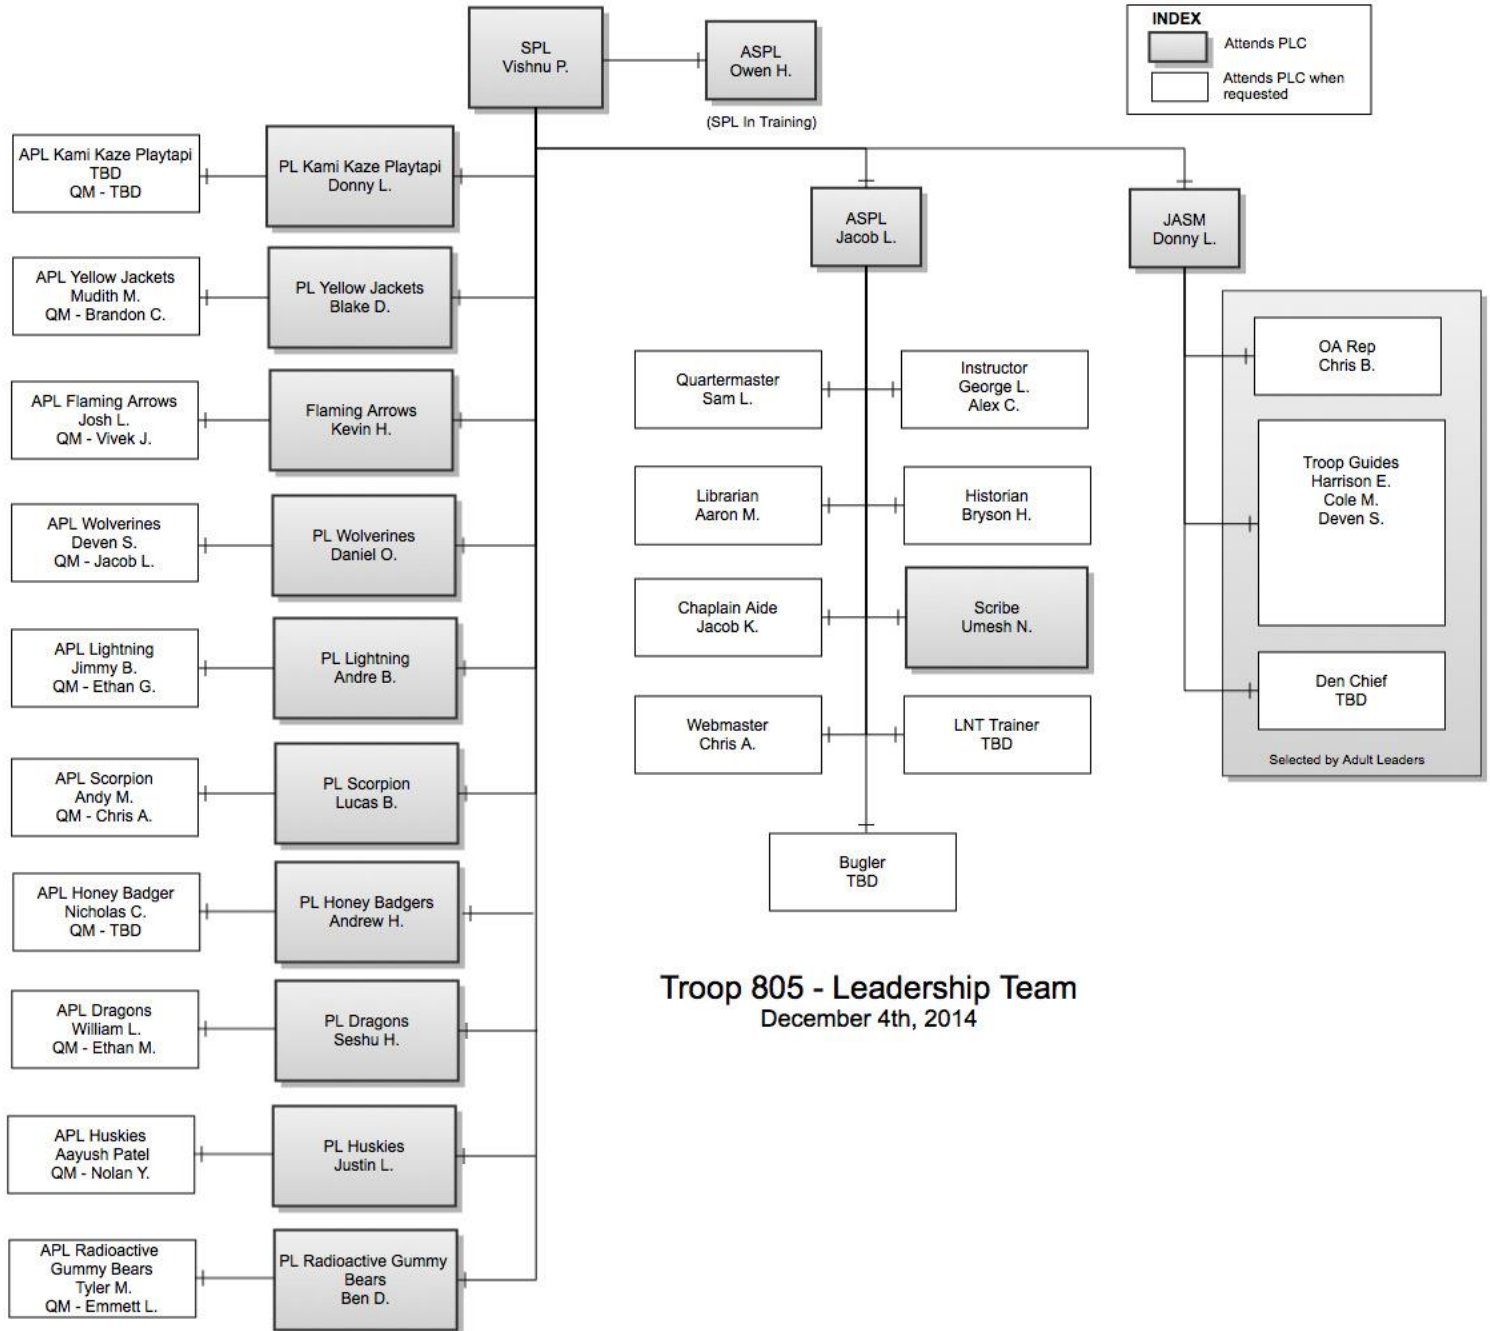 SPL
Vishnu P.
ASPL
Owen H.
(SPL In Training)
INDEX
Attends PLC
Attends PLC when
requested
APL Kami Kaze Playtapi
TBD
QM - TBD
PL Kami Kaze Playtapi
Donny L.
ASPL
Jacob L.
JASM
Donny L.
APL Yellow Jackets
Mudith M.
QM - Brandon C.
PL Yellow Jackets
Blake D.
APL Flaming Arrows
Josh L.
QM - Vivek J.
Flaming Arrows
Kevin H.
APL Wolverines
Deven S.
QM - Jacob L.
PL Wolverines
Daniel O.
APL Lightning
Jimmy B.
QM - Ethan G.
PL Lightning
Andre B.
APL Scorpion
Andy M.
QM - Chris A.
PL Scorpion
Lucas B.
APL Honey Badger
Nicholas C.
QM - TBD
PL Honey Badgers
Andrew H.
APL Dragons
William L.
QM - Ethan M.
PL Dragons
Seshu H.
APL Huskies
Aayush Patel
QM - Nolan Y.
PL Huskies
Justin L.
APL Radioactive
Gummy Bears
Tyler M.
QM - Emmett L.
PL Radioactive Gummy
Bears
Ben D.
Quartermaster
Sam L.
Instructor
George L.
Alex C.
Librarian
Aaron M.
Historian
Bryson H.
Chaplain Aide
Jacob K.
Scribe
Umesh N.
Webmaster
Chris A.
LNT Trainer
TBD
Bugler
TBD
OA Rep
Chris B.
Troop Guides
Harrison E.
Cole M.
Deven S.
Den Chief
TBD
Selected by Adult Leaders
Troop 805 - Leadership Team
December 4th, 2014